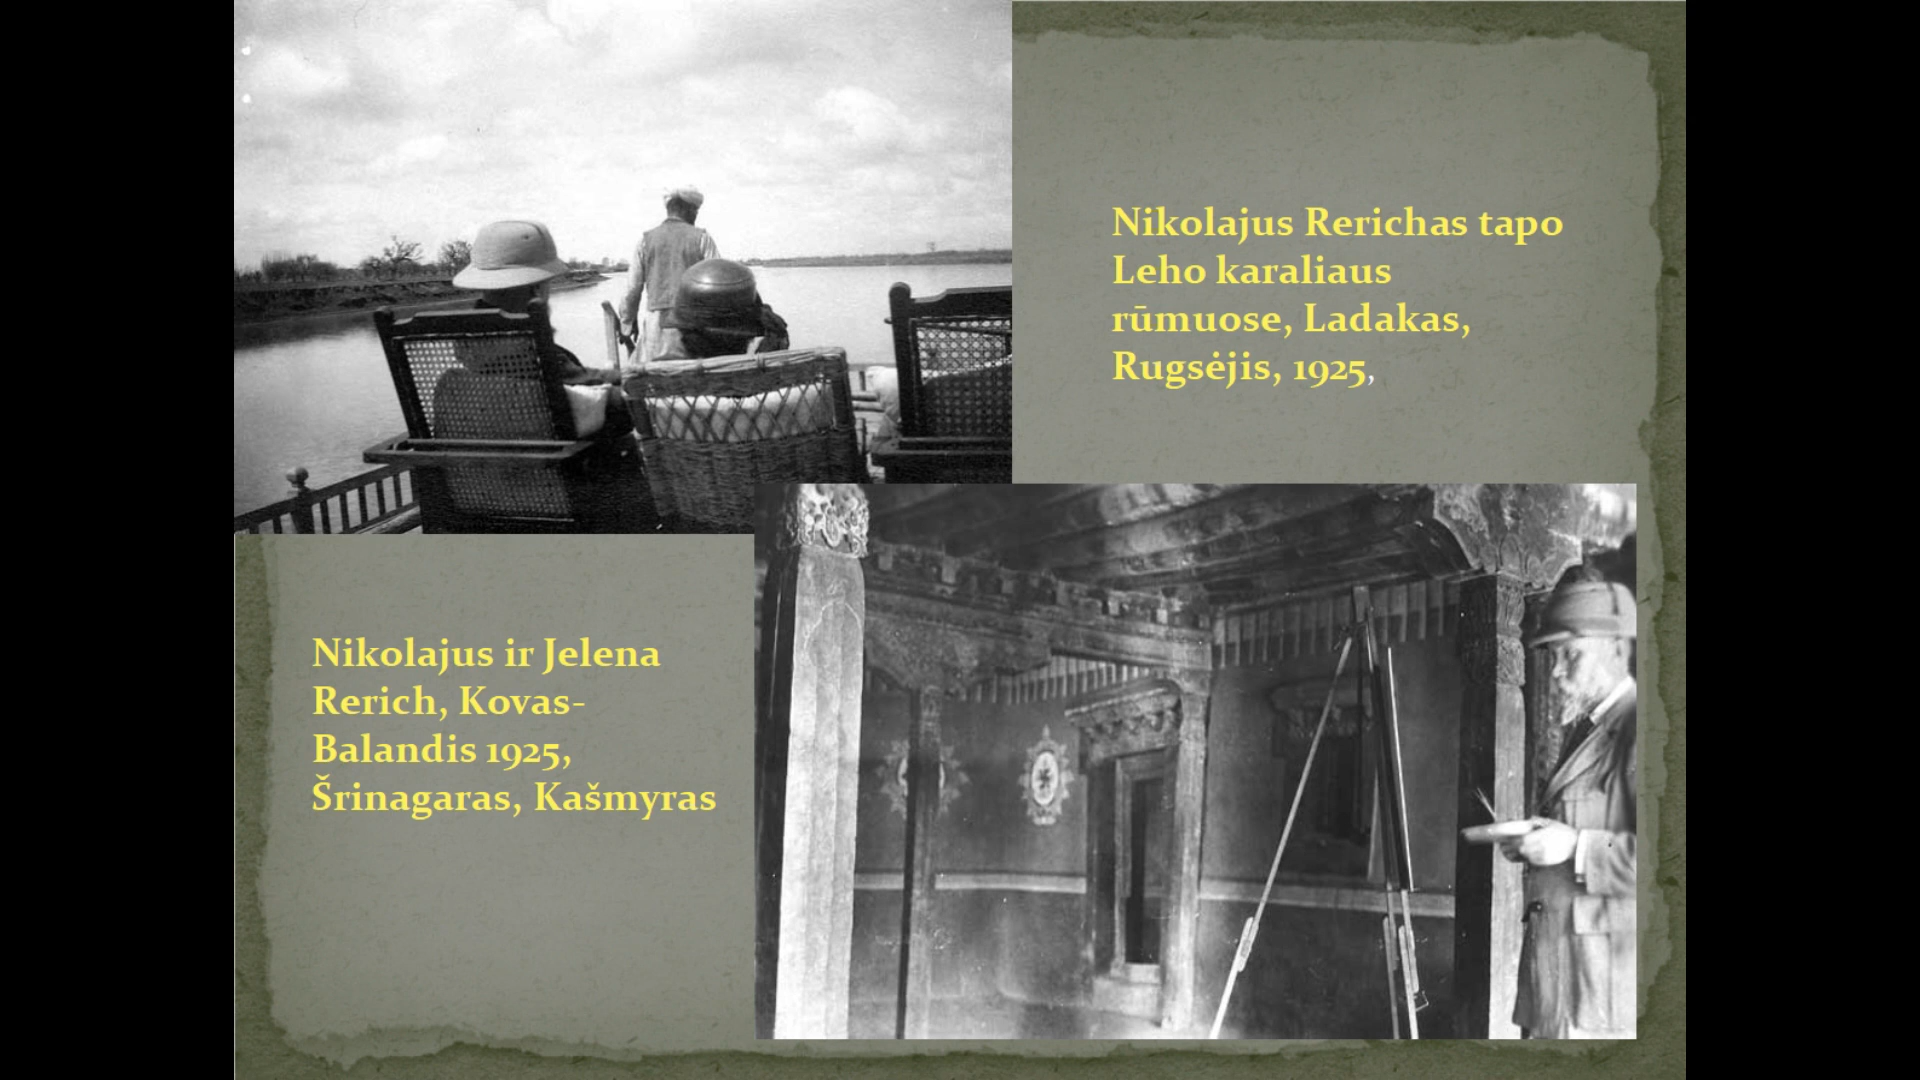 Nikolajus Rerichas tapo
Leho karaliaus
rūmuose, Ladakas,
Rugsėjis, 1925,
Nikolajus ir Jelena
Rerich, Kovas-
Balandis 1925,
Šrinagaras, Kašmyras